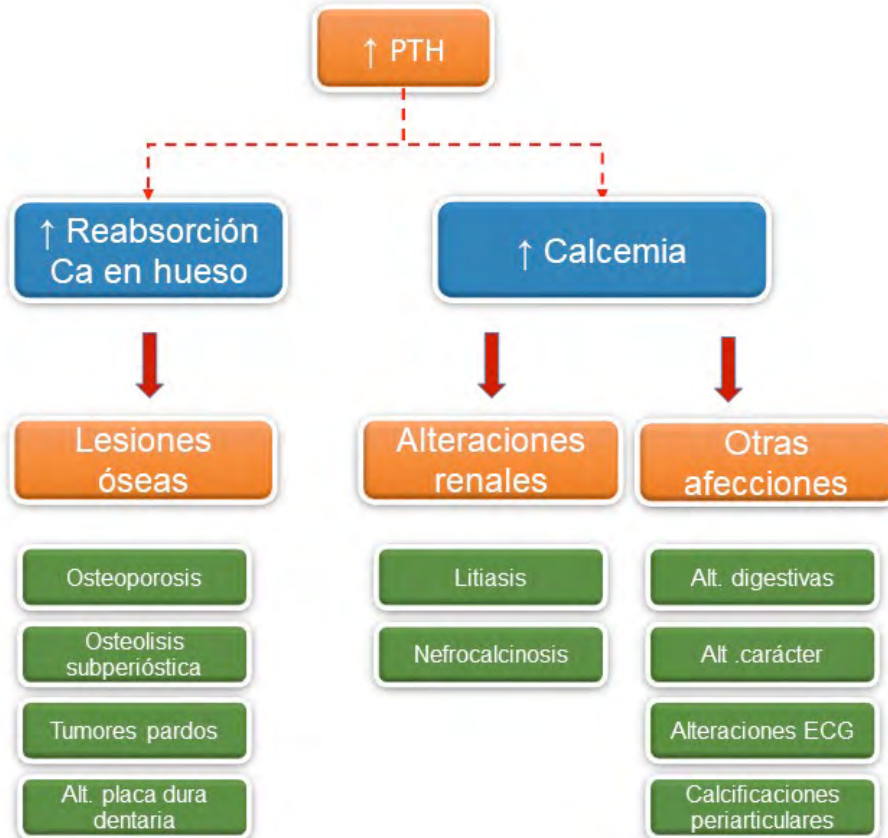 ↑ PTH
↑ Reabsorción
Ca en hueso
↑ Calcemia
Lesiones
óseas
Alteraciones
renales
Otras
afecciones
Osteoporosis
Litiasis
Alt. digestivas
Osteolisis
subperióstica
Nefrocalcinosis
Alt .carácter
Tumores pardos
Alteraciones ECG
Alt. placa dura
dentaria
Calcificaciones
periarticulares